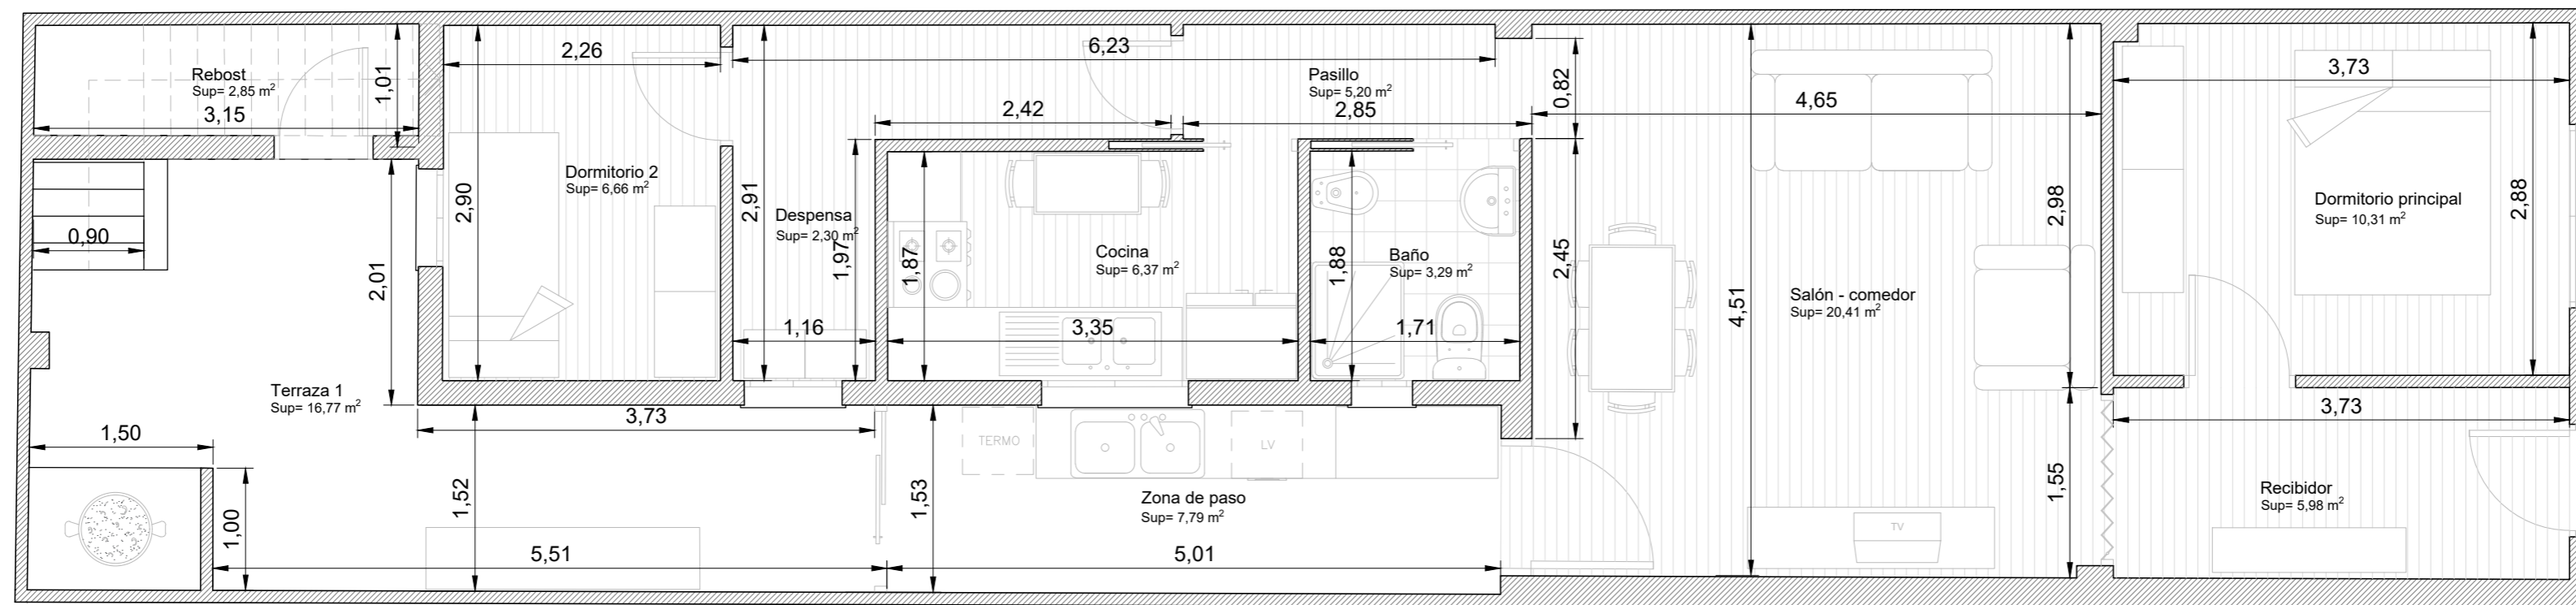 Rebost
Sup= 2,85 m²
3,15
1,01
2,26
6,23
Pasillo
Sup= 5,20 m²
2,42
2,85
0,82
4,65
3,73
Dormitorio 2
Sup= 6,66 m²
2,90
2,91
Despensa
Sup= 2,30 m²
1,97
1,87
Cocina
Sup= 6,37 m²
1,88
Baño
Sup= 3,29 m²
2,45
4,51
Salón - comedor
Sup= 20,41 m²
2,98
Dormitorio principal
Sup= 10,31 m²
2,88
0,90
2,01
1,16
3,35
1,71
Terraza 1
Sup= 16,77 m²
3,73
3,73
1,50
TERMO
LV
1,52
1,53
Zona de paso
Sup= 7,79 m²
1,55
Recibidor
Sup= 5,98 m²
1,00
TV
5,51
5,01